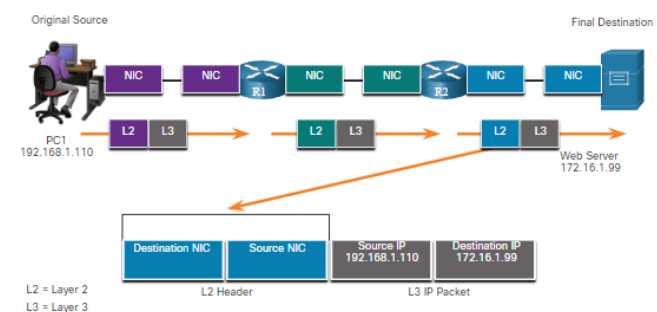 Original Source
Final Destination
NIC NIC NIC NIC NIC NIC
R1 R2
L2 L3 L2 L3 L2 L3
PC1
192.168.1.110
Web Server
172.16.1.99
Destination NIC Source NIC Source IP Destination IP
192.168.1.110 172.16.1.99
L2 = Layer 2 L2 Header L3 IP Packet
L3 = Layer 3